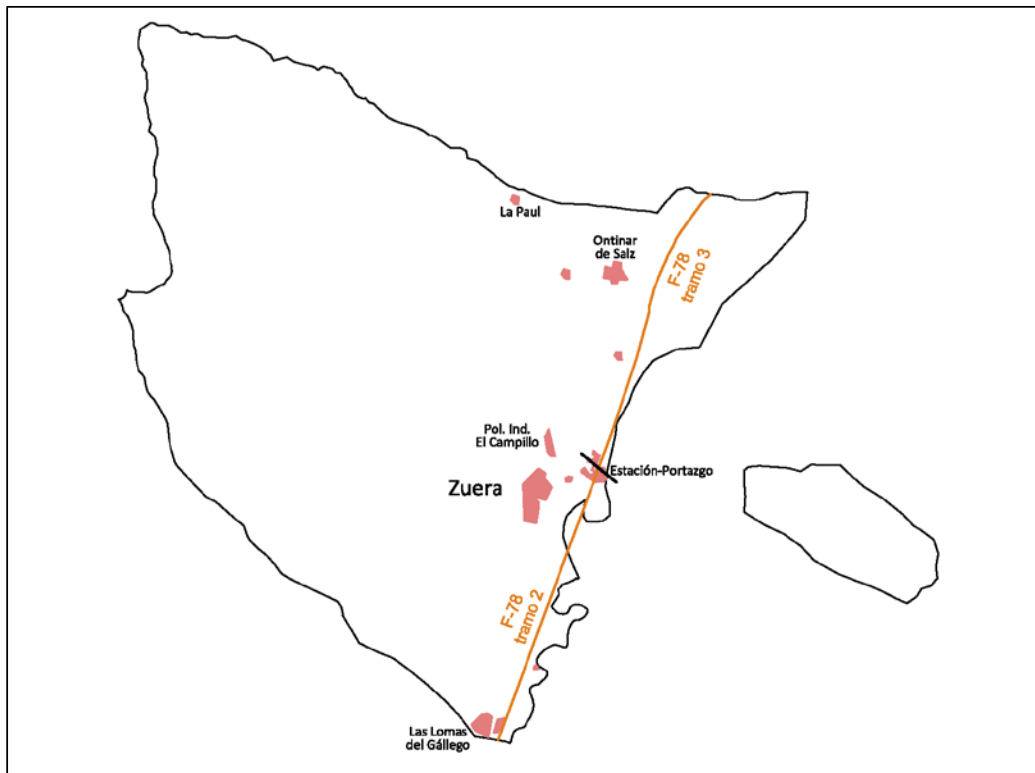 La Paul
Ontinar
de Salz
F-78
tramo 3
Pol. Ind.
El Campillo
Estación-Portazgo
Zuera
F-78
tramo 2
Las Lomas
del Gállego